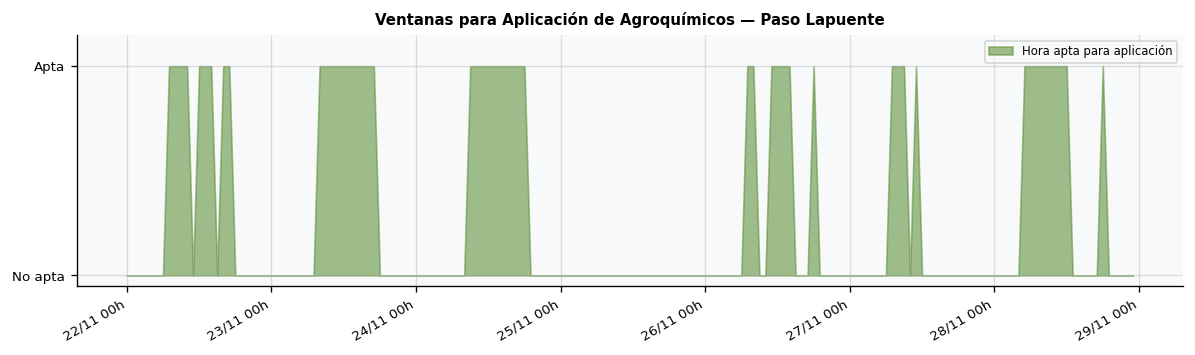 Ventanas para Aplicación de Agroquímicos — Paso Lapuente
Hora apta para aplicación
Apta
No apta
22/11 00h
23/11 00h
24/11 00h
25/11 00h
26/11 00h
27/11 00h
28/11 00h
29/11 00h